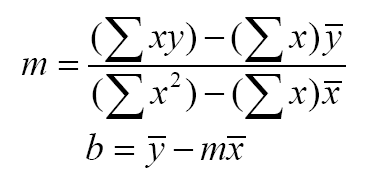 m = (∑xy) − (∑x)y̅ / (∑x²) − (∑x)x̅
b = y̅ − mx̅